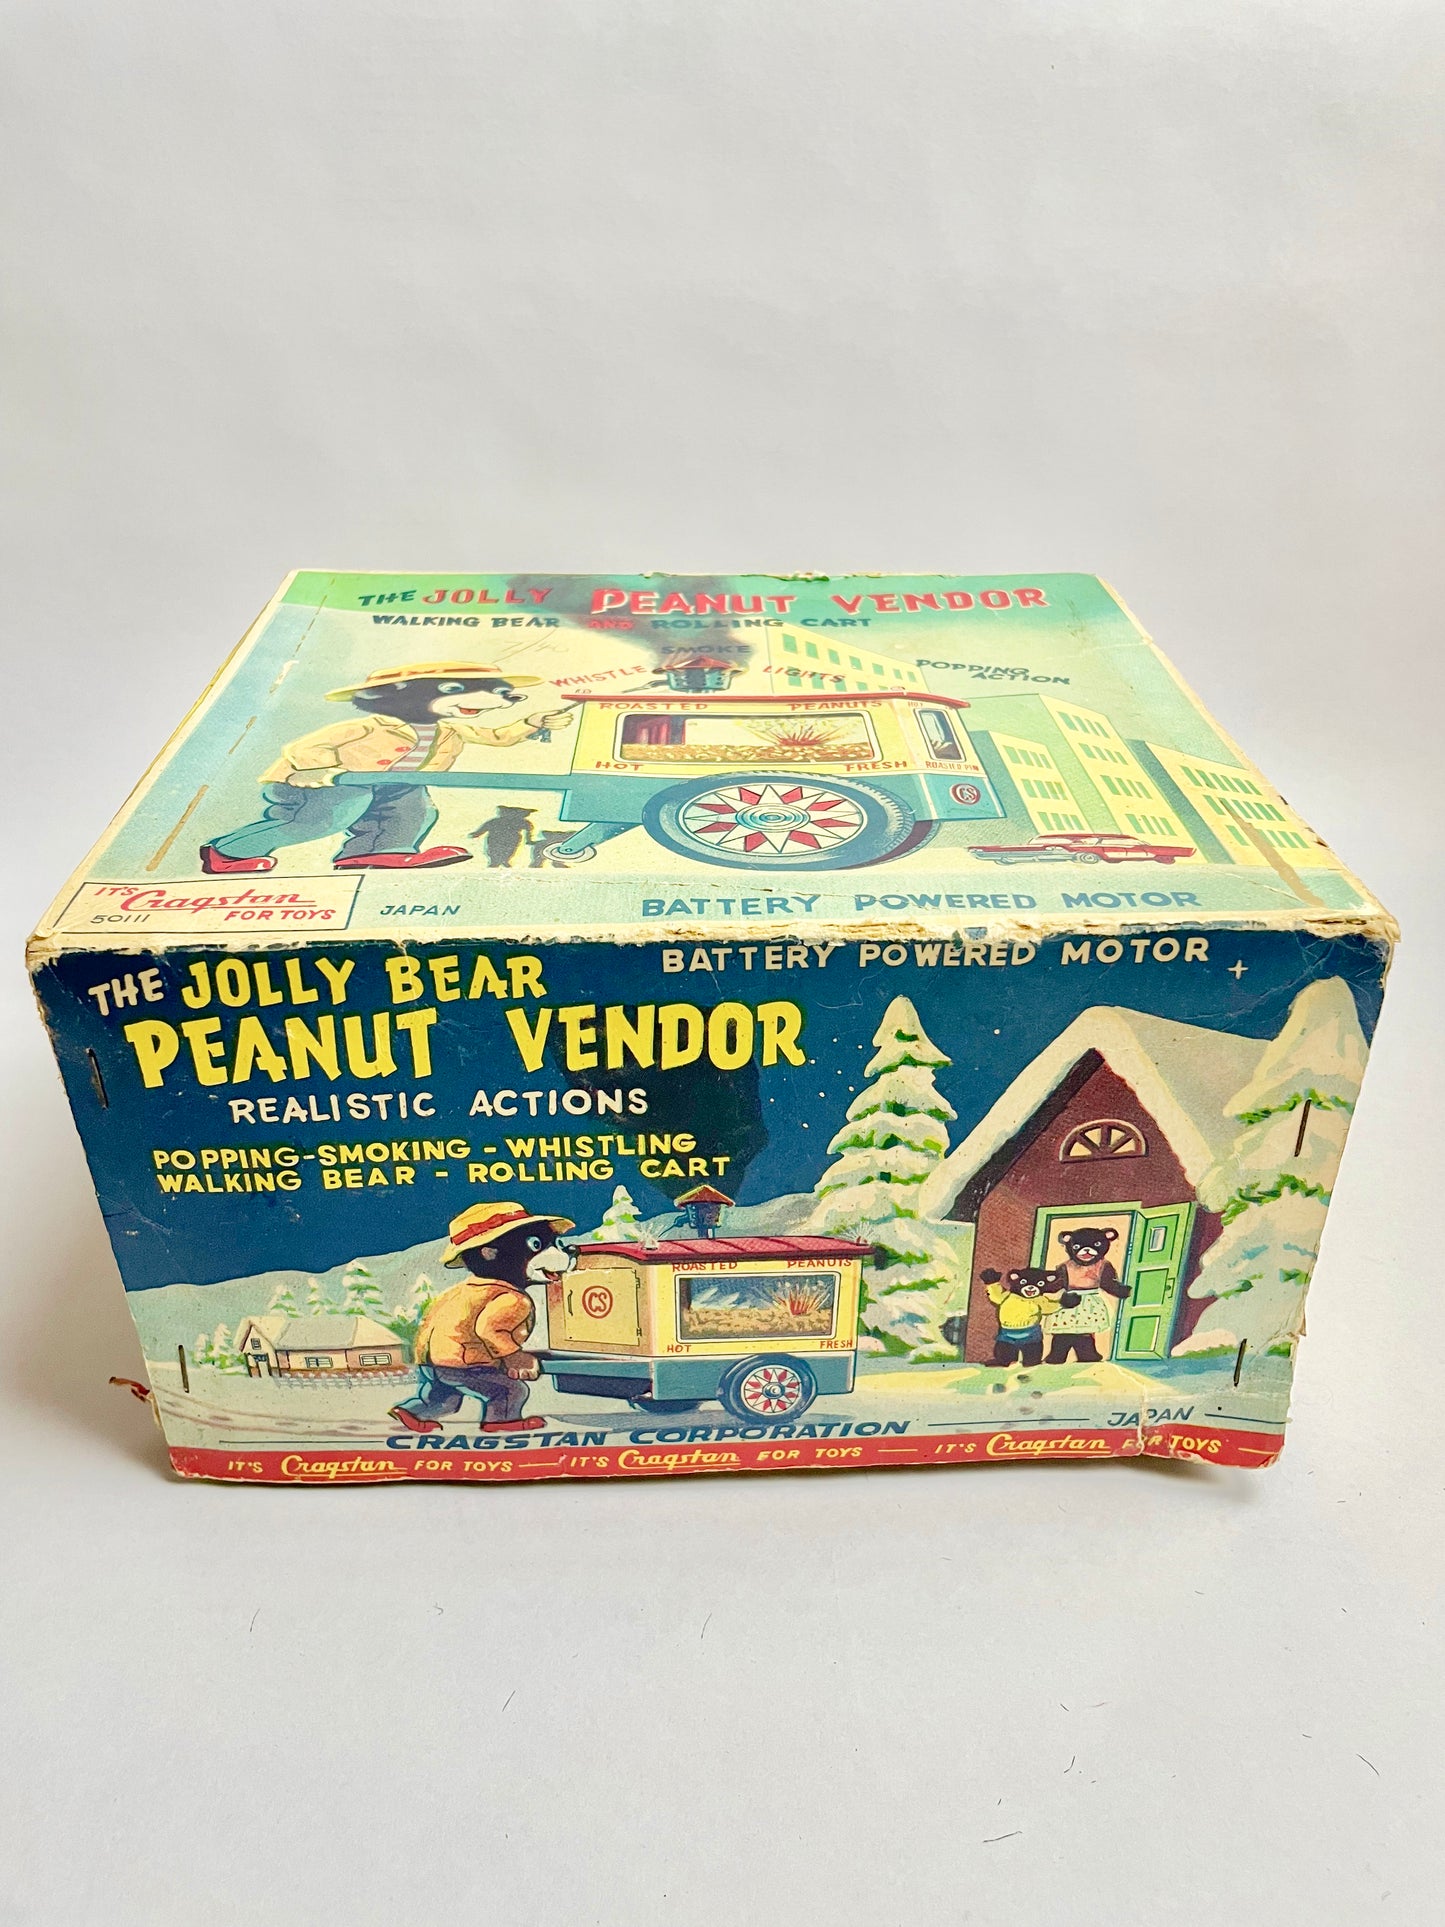 THE JOLLY PEANUT VENDOR
WALKING BEAR AND ROLLING CART
SMOKE
WHISTLE
LIGHTS
POPPING
ACTION
ROASTED PEANUTS
HOT FRESH
HOT
CS
IT'S Cragstan
50111 FOR TOYS
JAPAN
BATTERY POWERED MOTOR
BATTERY POWERED MOTOR
THE JOLLY BEAR
PEANUT VENDOR
REALISTIC ACTIONS
POPPING-SMOKING - WHISTLING
WALKING BEAR - ROLLING CART
ROASTED PEANUTS
CS
HOT FRESH
CRAGSTAN CORPORATION JAPAN
IT'S Cragstan FOR TOYS — IT'S Cragstan FOR TOYS — IT'S Cragstan FOR TOYS